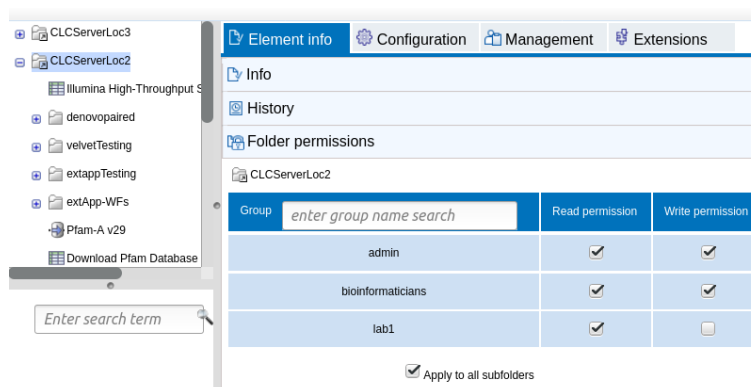 CLCServerLoc3
CLCServerLoc2
Illumina High-Throughput S
denovopaired
velvetTesting
extappTesting
extApp-WFs
Pfam-A v29
Download Pfam Database
Enter search term
Element info Configuration Management Extensions
Info
History
Folder permissions
CLCServerLoc2
Group enter group name search Read permission Write permission
admin
bioinformaticians
lab1
Apply to all subfolders